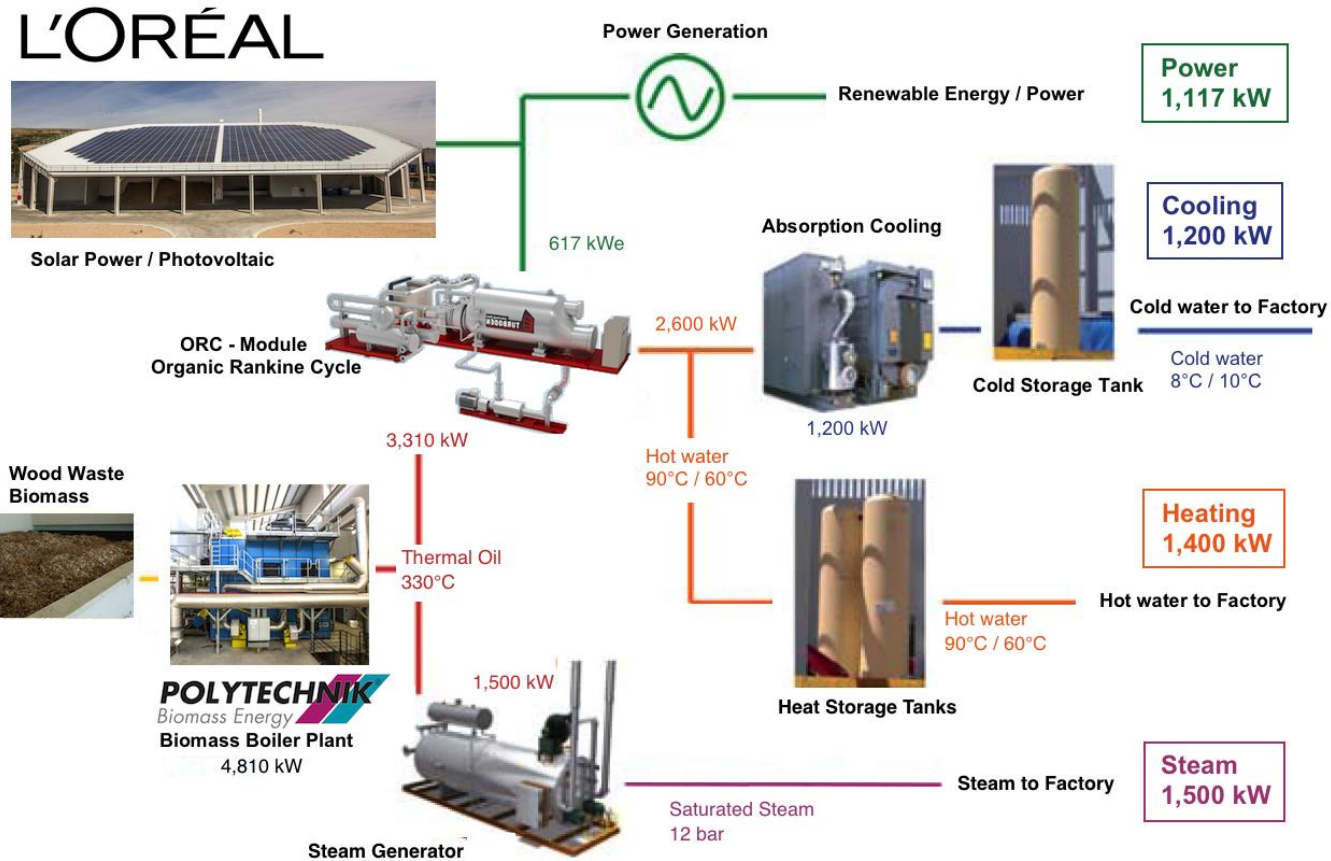 L'ORÉAL
Power Generation
Renewable Energy / Power
Power
1,117 kW
Solar Power / Photovoltaic
617 kWe
Absorption Cooling
Cooling
1,200 kW
ORC - Module
Organic Rankine Cycle
TURBODEN
2,600 kW
Cold water to Factory
Cold water
8°C / 10°C
Cold Storage Tank
1,200 kW
3,310 kW
Hot water
90°C / 60°C
Wood Waste
Biomass
Thermal Oil
330°C
Heating
1,400 kW
Hot water to Factory
Hot water
90°C / 60°C
Heat Storage Tanks
POLYTECHNIK
Biomass Energy
Biomass Boiler Plant
4,810 kW
1,500 kW
Steam to Factory
Steam
1,500 kW
Saturated Steam
12 bar
Steam Generator